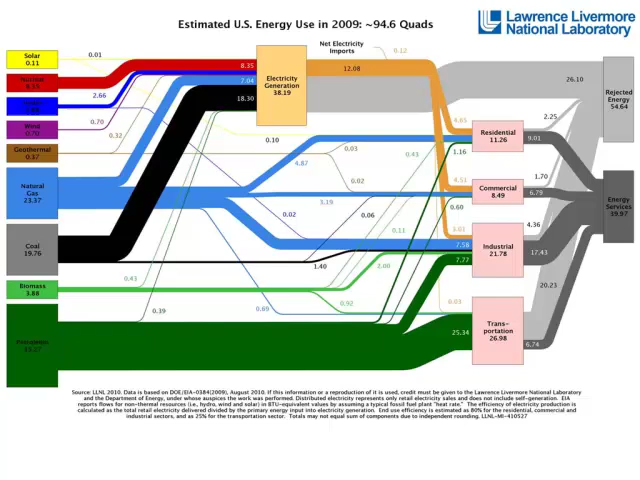 Estimated U.S. Energy Use in 2009: ~94.6 Quads
Lawrence Livermore
National Laboratory
Net Electricity
Imports
0.12
Solar
0.11
0.01
8.35
12.08
26.10
Nuclear
8.35
7.04
Electricity
Generation
38.19
Rejected
Energy
54.64
2.66
18.30
Wind
0.70
0.70
4.65
2.25
Residential
11.26
9.01
0.32
0.10
1.16
Geothermal
0.37
0.03
0.43
4.87
Natural
Gas
23.37
0.02
4.51
1.70
Commercial
8.49
6.79
3.19
0.60
Energy
Services
39.97
0.02
0.06
0.11
3.01
4.36
Coal
19.76
7.58
Industrial
21.78
17.43
7.77
1.40
2.00
Biomass
3.88
0.43
20.23
0.39
0.69
0.92
0.03
Petroleum
25.34
Trans-
portation
26.98
6.74
Source: LLNL 2010. Data is based on DOE/EIA-0384(2009), August 2010. If this information or a reproduction of it is used, credit must be given to the Lawrence Livermore National Laboratory
and the Department of Energy, under whose auspices the work was performed. Distributed electricity represents only retail electricity sales and does not include self-generation. EIA
reports flows for non-thermal resources (i.e., hydro, wind and solar) in BTU-equivalent values by assuming a typical fossil fuel plant "heat rate." The efficiency of electricity production is
calculated as the total retail electricity delivered divided by the primary energy input into electricity generation. End use efficiency is estimated as 80% for the residential, commercial and
industrial sectors, and as 25% for the transportation sector. Totals may not equal sum of components due to independent rounding. LLNL-MI-410527